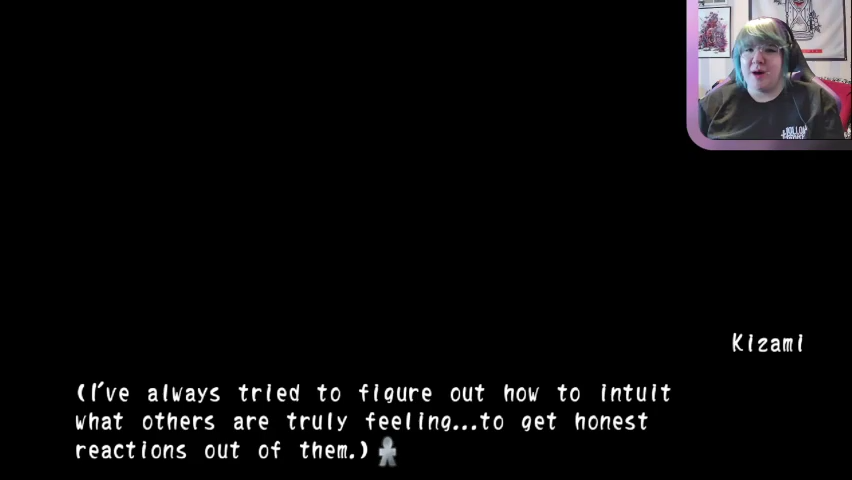 Kizami
(I've always tried to figure out how to intuit
what others are truly feeling...to get honest
reactions out of them.)